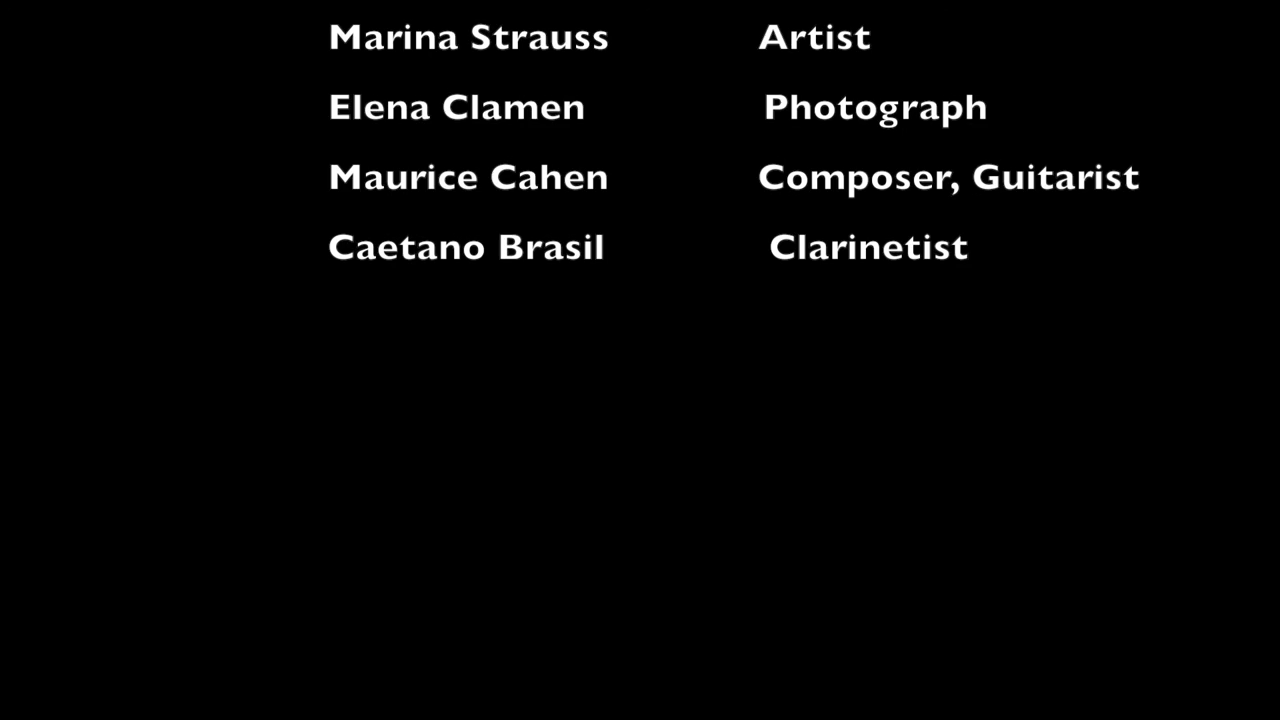 Marina Strauss Artist
Elena Clamen Photograph
Maurice Cahen Composer, Guitarist
Caetano Brasil Clarinetist